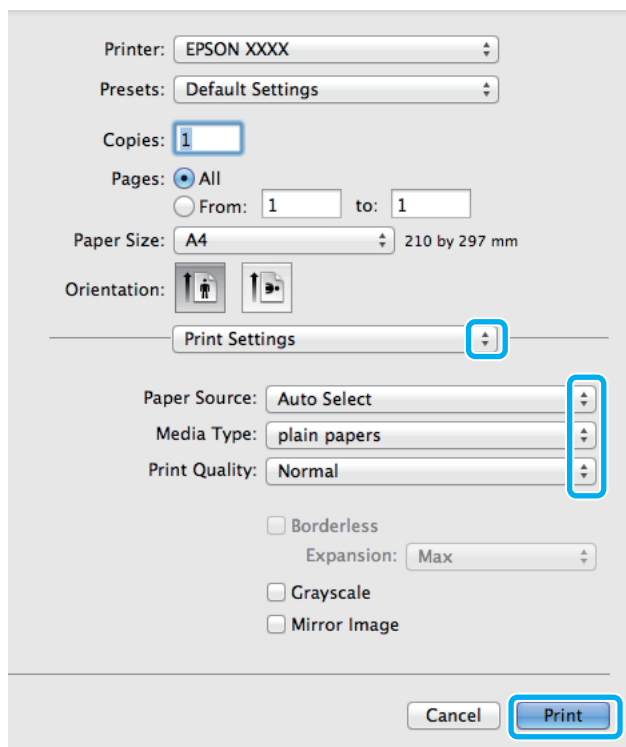 Printer: EPSON XXXX
Presets: Default Settings
Copies: 1
Pages: All
From: 1 to: 1
Paper Size: A4 210 by 297 mm
Orientation:
Print Settings
Paper Source: Auto Select
Media Type: plain papers
Print Quality: Normal
Borderless
Expansion: Max
Grayscale
Mirror Image
Cancel Print